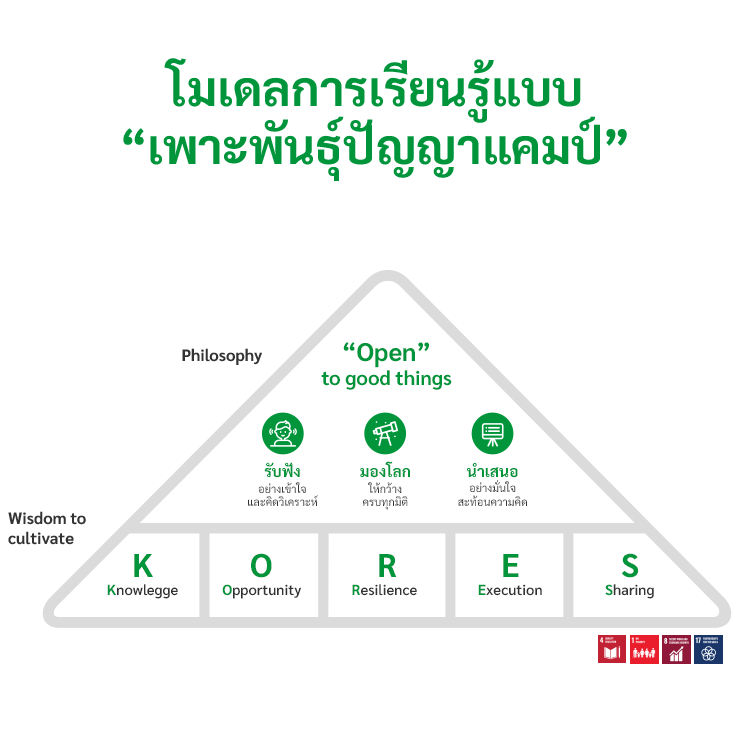 โมเดลการเรียนรู้แบบ
“เพาะพันธุ์ปัญญาแคมป์”
Philosophy
“Open”
to good things
รับฟัง
อย่างเข้าใจ
และคิดวิเคราะห์
มองโลก
ให้กว้าง
ครบทุกมิติ
นำเสนอ
อย่างมั่นใจ
สะท้อนความคิด
Wisdom to
cultivate
K
Knowlegge
O
Opportunity
R
Resilience
E
Execution
S
Sharing
4
1
8
17